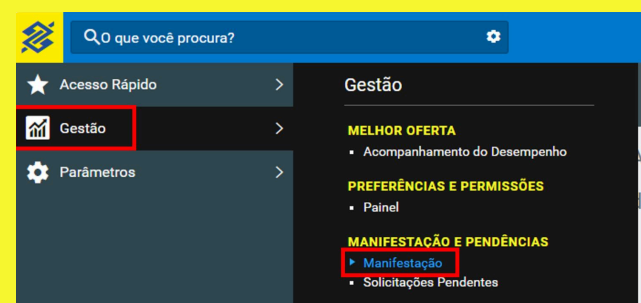 O que você procura?
Acesso Rápido
Gestão
Parâmetros
Gestão
MELHOR OFERTA
Acompanhamento do Desempenho
PREFERÊNCIAS E PERMISSÕES
Painel
MANIFESTAÇÃO E PENDÊNCIAS
Manifestação
Solicitações Pendentes